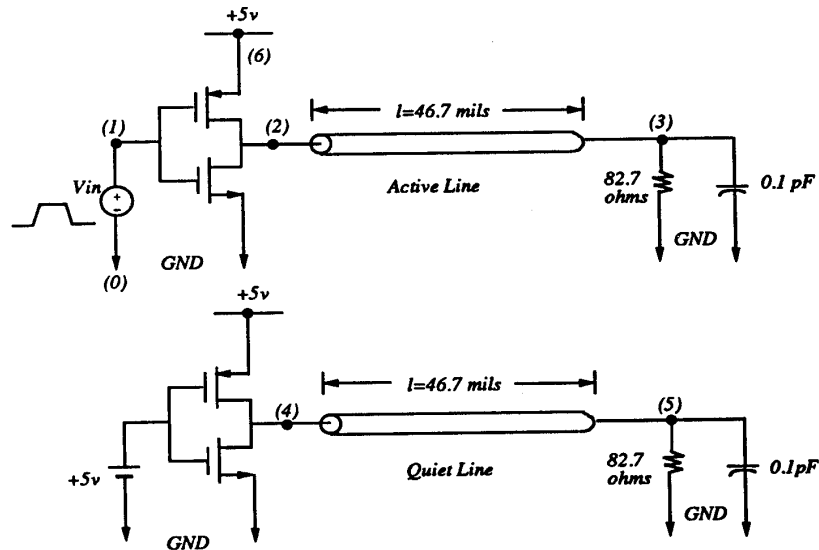 +5v
(6)
l=46.7 mils
(1)
(2)
(3)
Vin
+
−
Active Line
82.7
ohms
0.1 pF
GND
GND
(0)
+5v
l=46.7 mils
(4)
(5)
+5v
Quiet Line
82.7
ohms
0.1pF
GND
GND